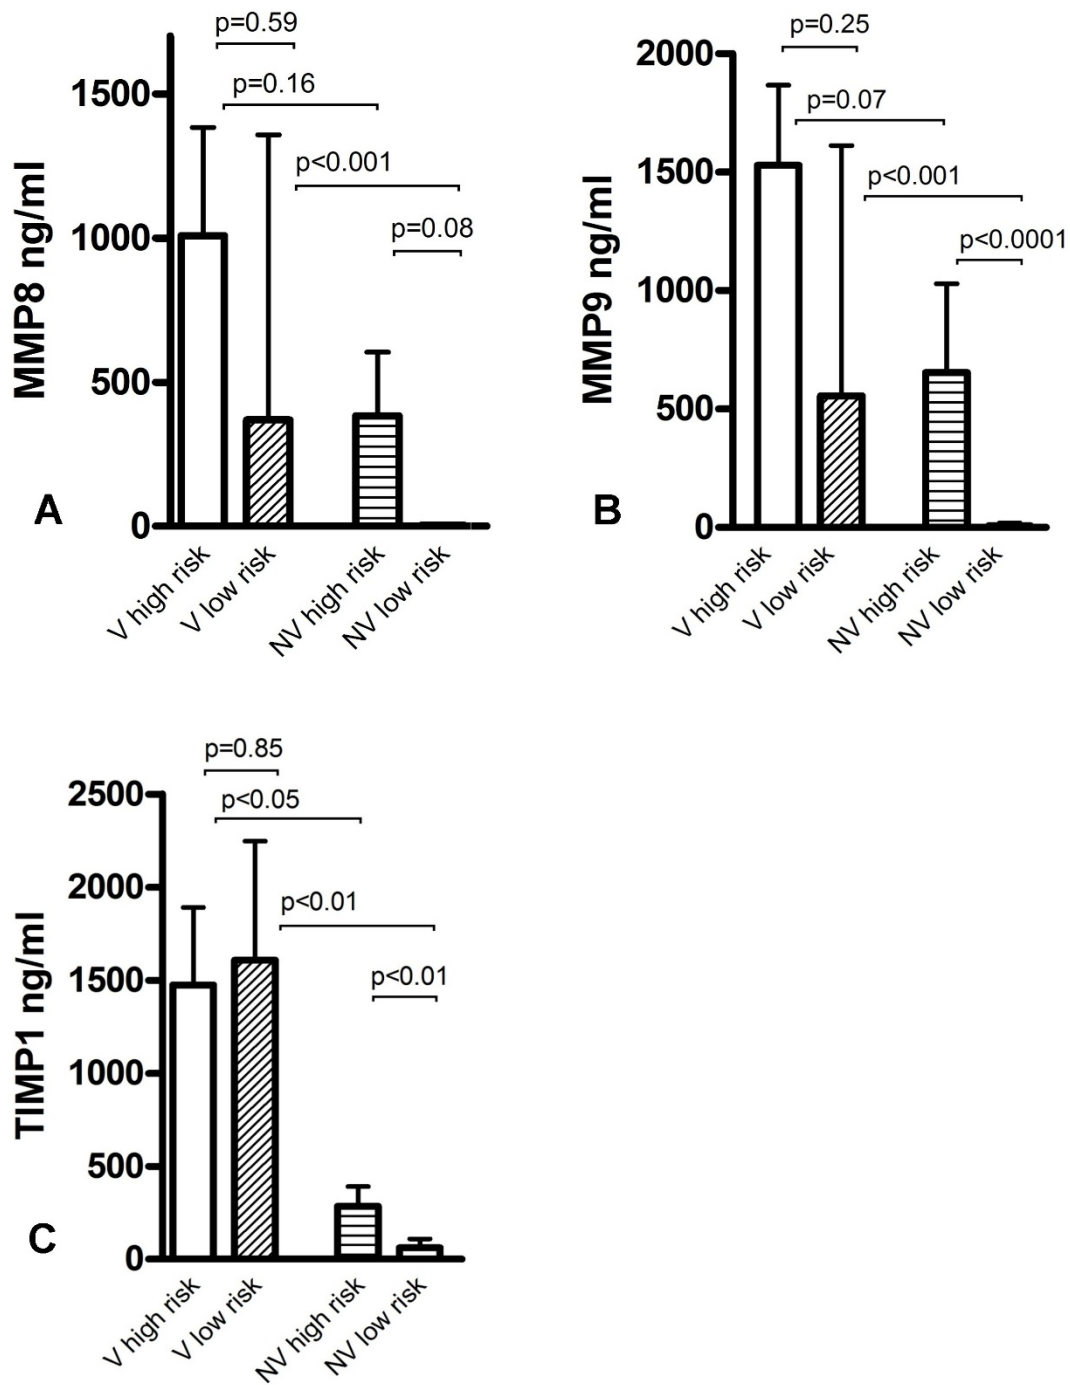 p=0.59
p=0.16
p<0.001
p=0.08
1500
1000
500
0
MMP8 ng/ml
A
V high risk
V low risk
NV high risk
NV low risk
p=0.25
p=0.07
p<0.001
p<0.0001
2000
1500
1000
500
0
MMP9 ng/ml
B
V high risk
V low risk
NV high risk
NV low risk
p=0.85
p<0.05
p<0.01
p<0.01
2500
2000
1500
1000
500
0
TIMP1 ng/ml
C
V high risk
V low risk
NV high risk
NV low risk